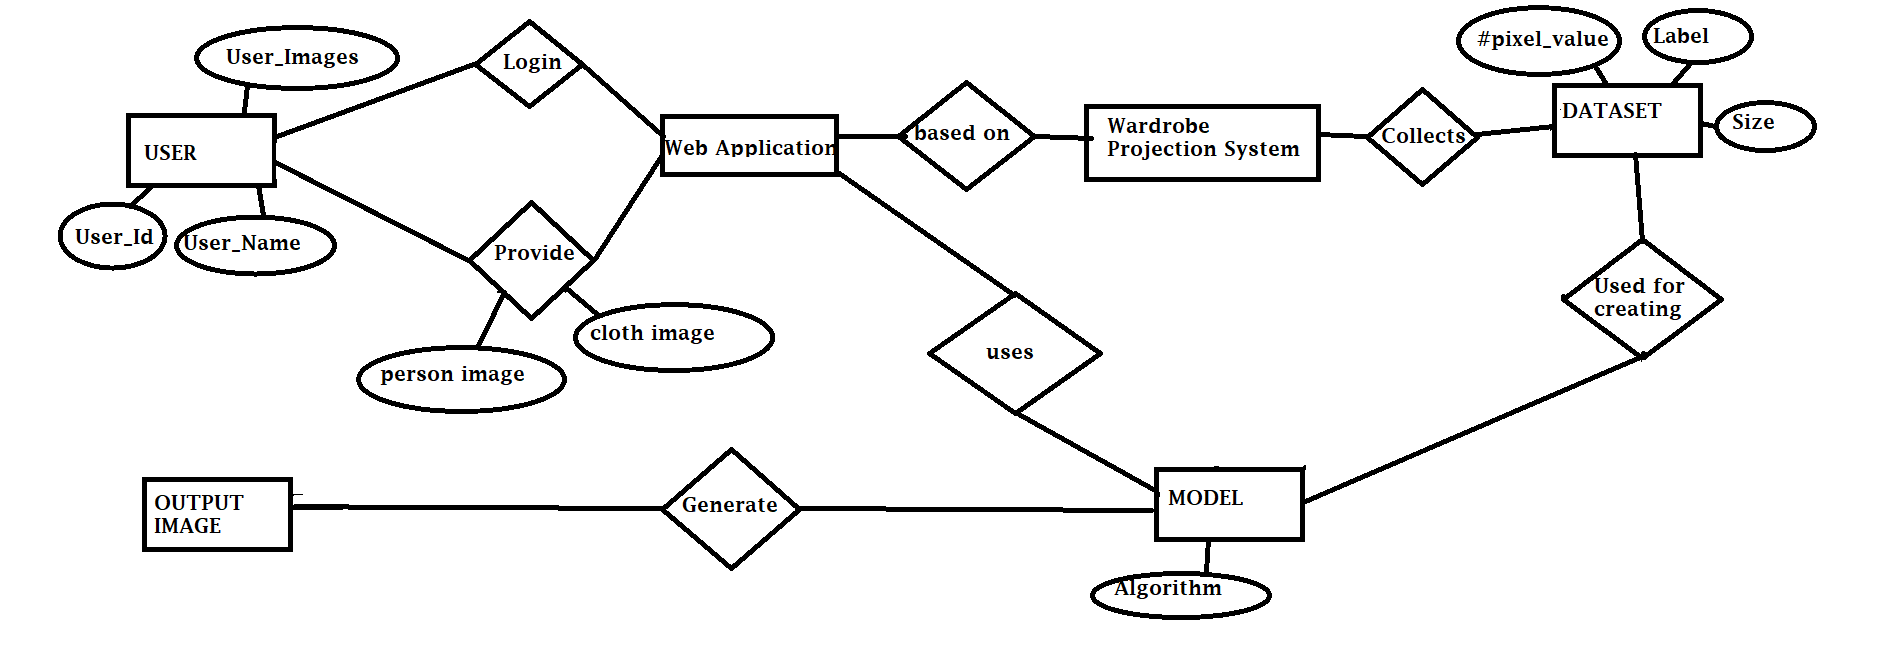 User_Images
Login
#pixel_value
Label
USER
Web Application
based on
Wardrobe
Projection System
Collects
DATASET
Size
User_Id
User_Name
Provide
cloth image
person image
uses
Used for
creating
OUTPUT
IMAGE
Generate
MODEL
Algorithm